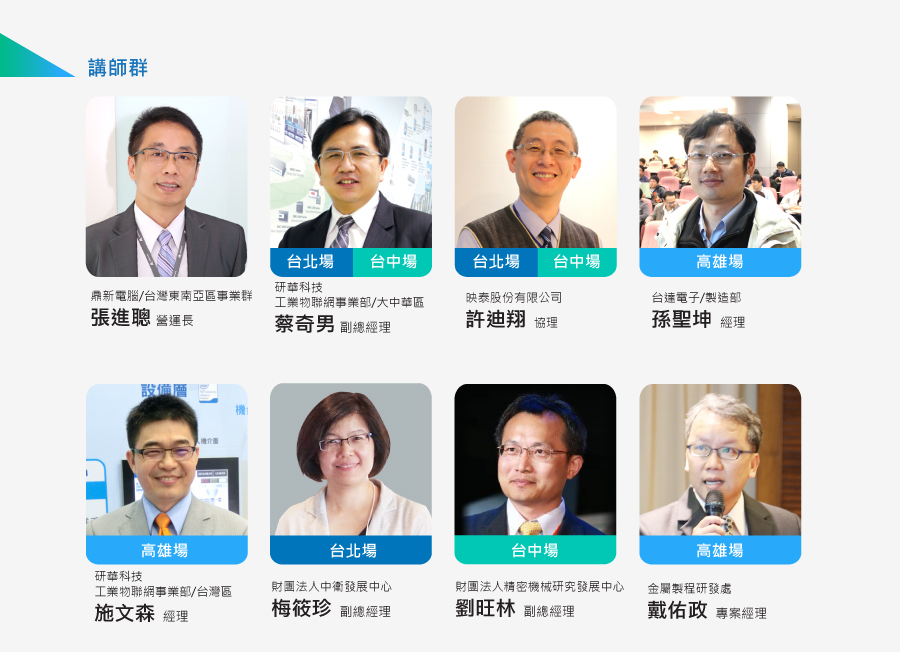 講師群
台北場 台中場
台北場 台中場
高雄場
鼎新電腦/台灣東南亞區事業群
張進聰 營運長
研華科技
工業物聯網事業部/大中華區
蔡奇男 副總經理
映泰股份有限公司
許迪翔 協理
台達電子/製造部
孫聖坤 經理
設備層
機
人機介面
高雄場
台北場
台中場
高雄場
研華科技
工業物聯網事業部/台灣區
施文森 經理
財團法人中衛發展中心
梅筱珍 副總經理
財團法人精密機械研究發展中心
劉旺林 副總經理
金屬製程研發處
戴佑政 專案經理